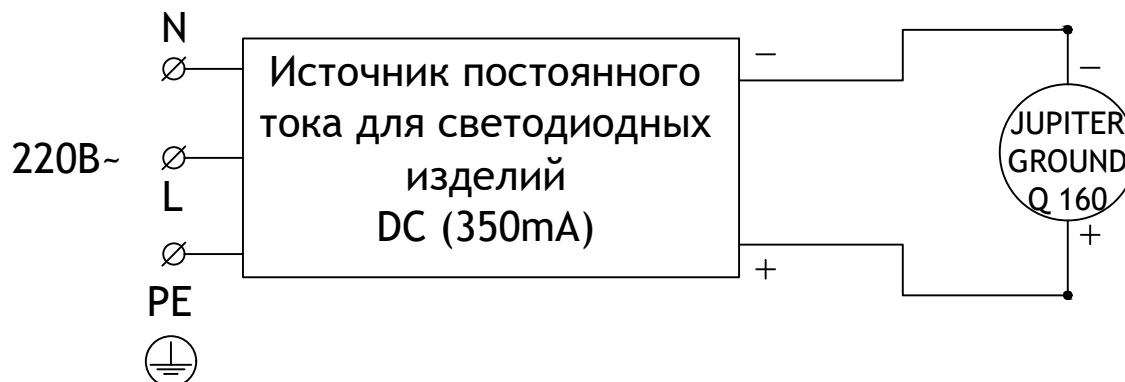 N
Источник постоянного
тока для светодиодных
изделий
DC (350mA)
220В~
L
PE
−
+
−
JUPITER
GROUND
Q 160
+